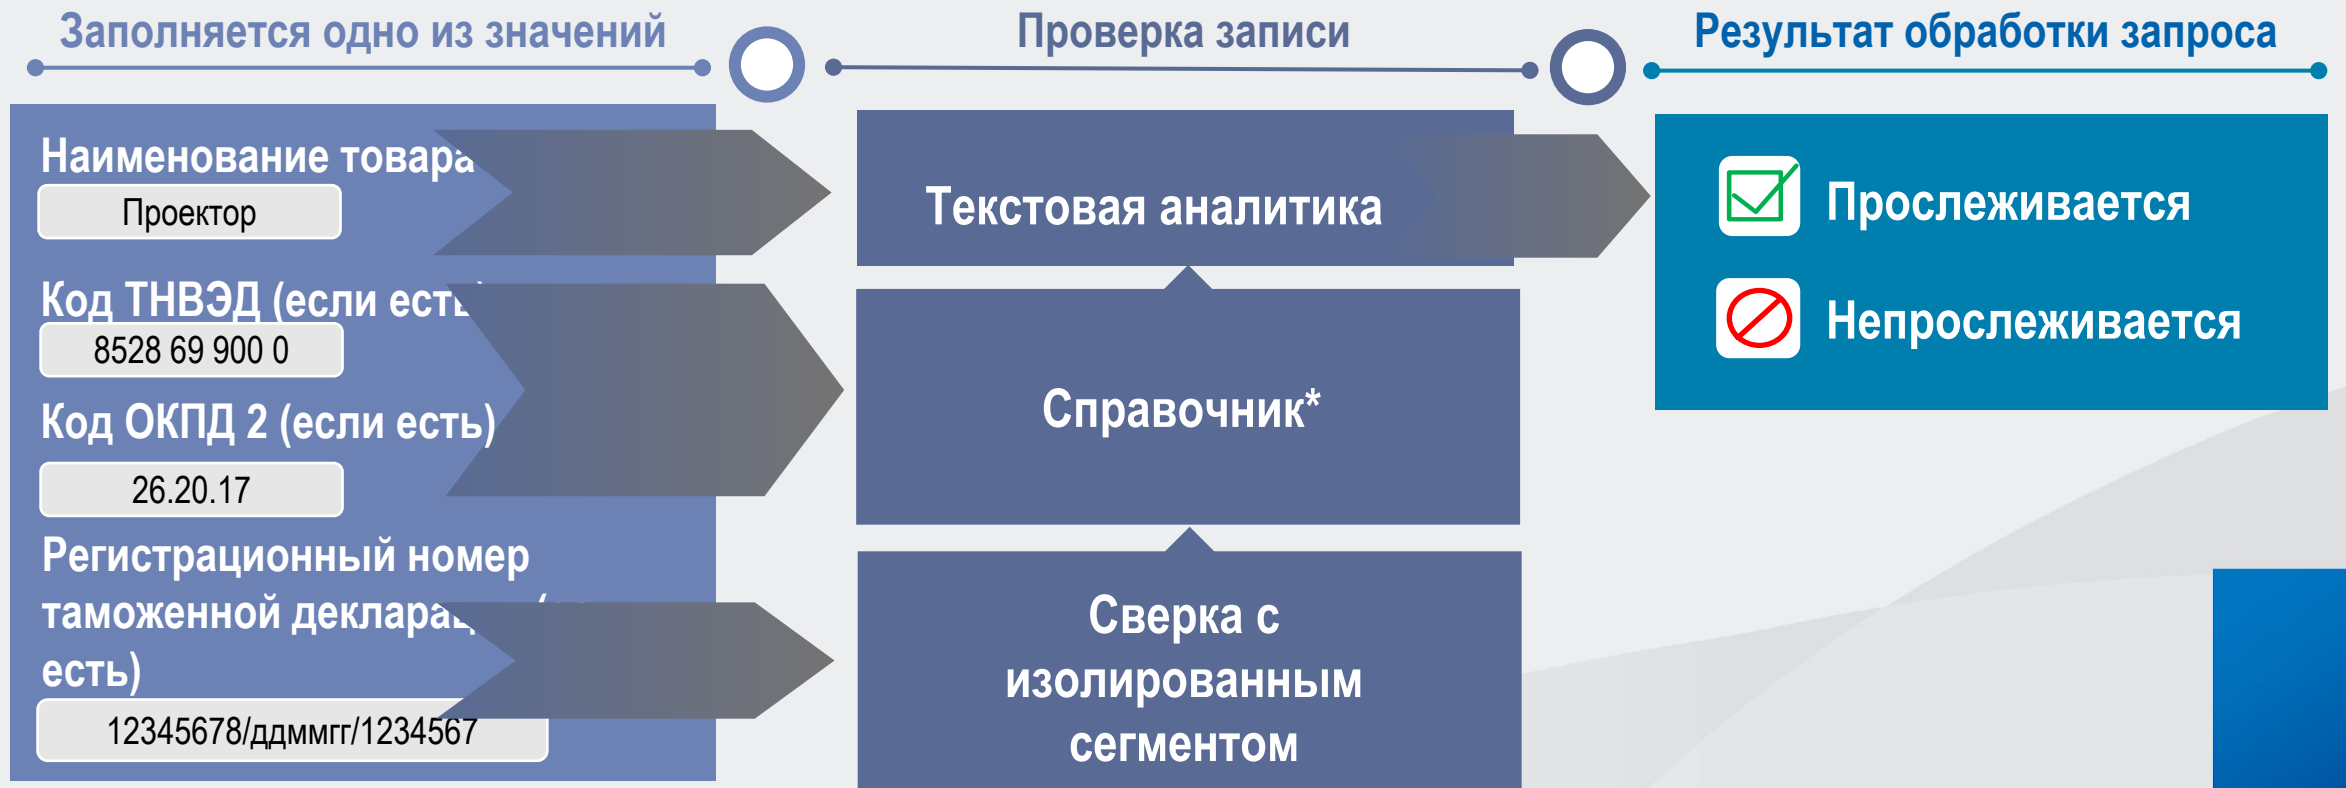 Заполняется одно из значений
Проверка записи
Результат обработки запроса
Наименование товара
Проектор
Код ТНВЭД (если есть)
8528 69 900 0
Код ОКПД 2 (если есть)
26.20.17
Регистрационный номер
таможенной декларац
есть)
12345678/ддммгг/1234567
Текстовая аналитика
Справочник*
Сверка с
изолированным
сегментом
Прослеживается
Непрослеживается